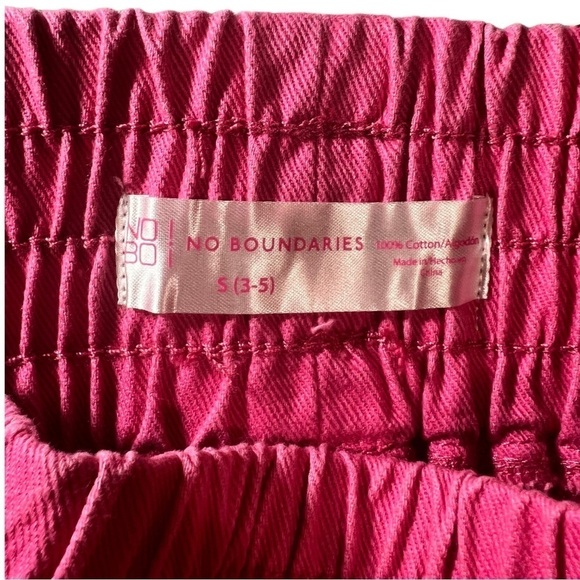 NO
BO
NO BOUNDARIES
S (3-5)
100% Cotton/Algodón
Made in/Hecho en
China